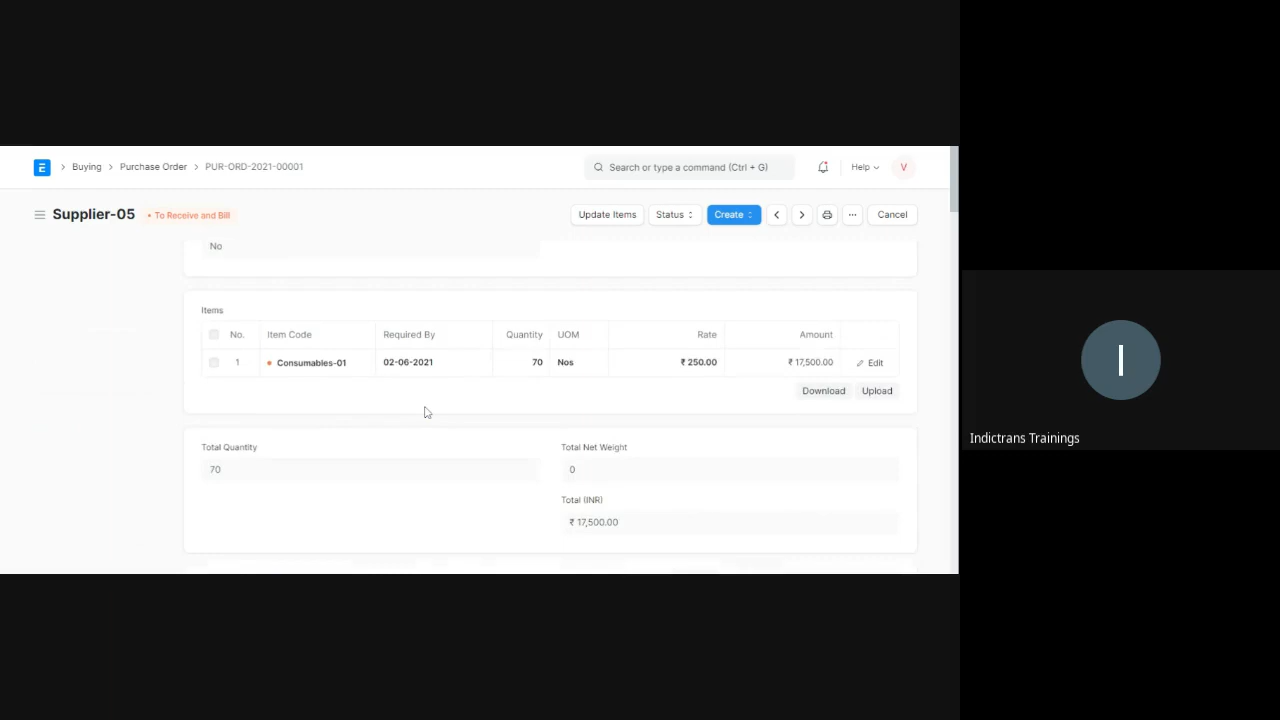 Buying > Purchase Order > PUR-ORD-2021-00001
Search or type a command (Ctrl + G)
Help
V
Supplier-05
• To Receive and Bill
Update Items
Status
Create
...
Cancel
No
Items
No. Item Code Required By Quantity UOM Rate Amount
1 Consumables-01 02-06-2021 70 Nos ₹ 250.00 ₹ 17,500.00 Edit
Download Upload
Total Quantity
70
Total Net Weight
0
Total (INR)
₹ 17,500.00
I
Indictrans Trainings